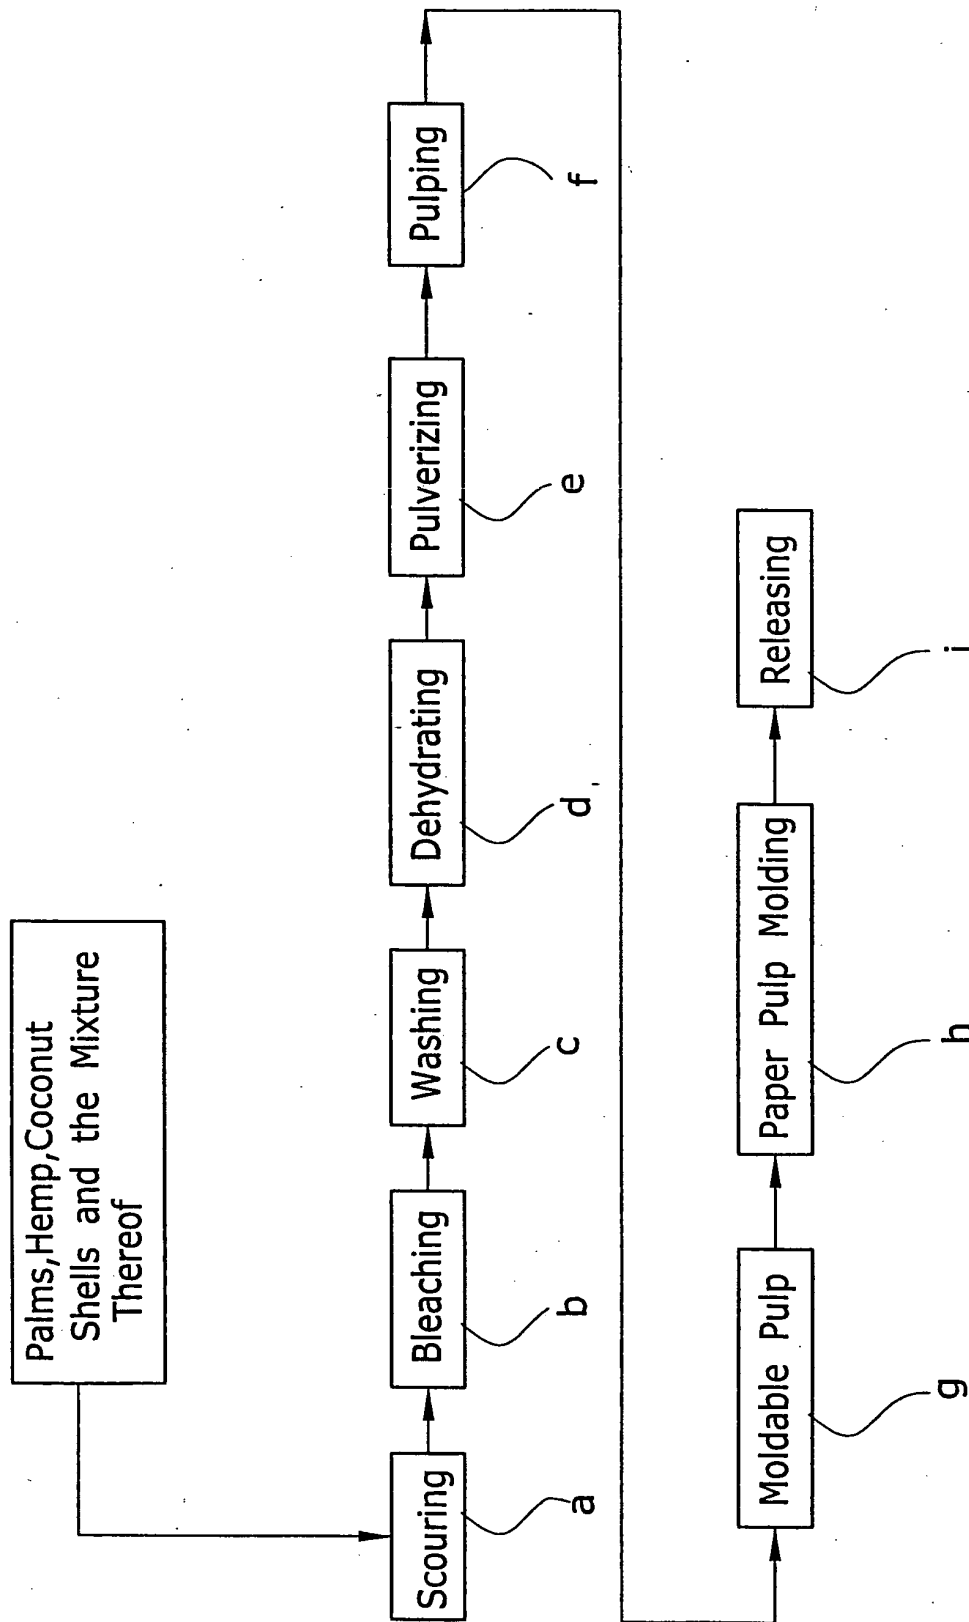 Palms,Hemp,Coconut
Shells and the Mixture
Thereof
Scouring
a
Bleaching
b
Washing
c
Dehydrating
d
Pulverizing
e
Pulping
f
Moldable Pulp
g
Paper Pulp Molding
h
Releasing
i